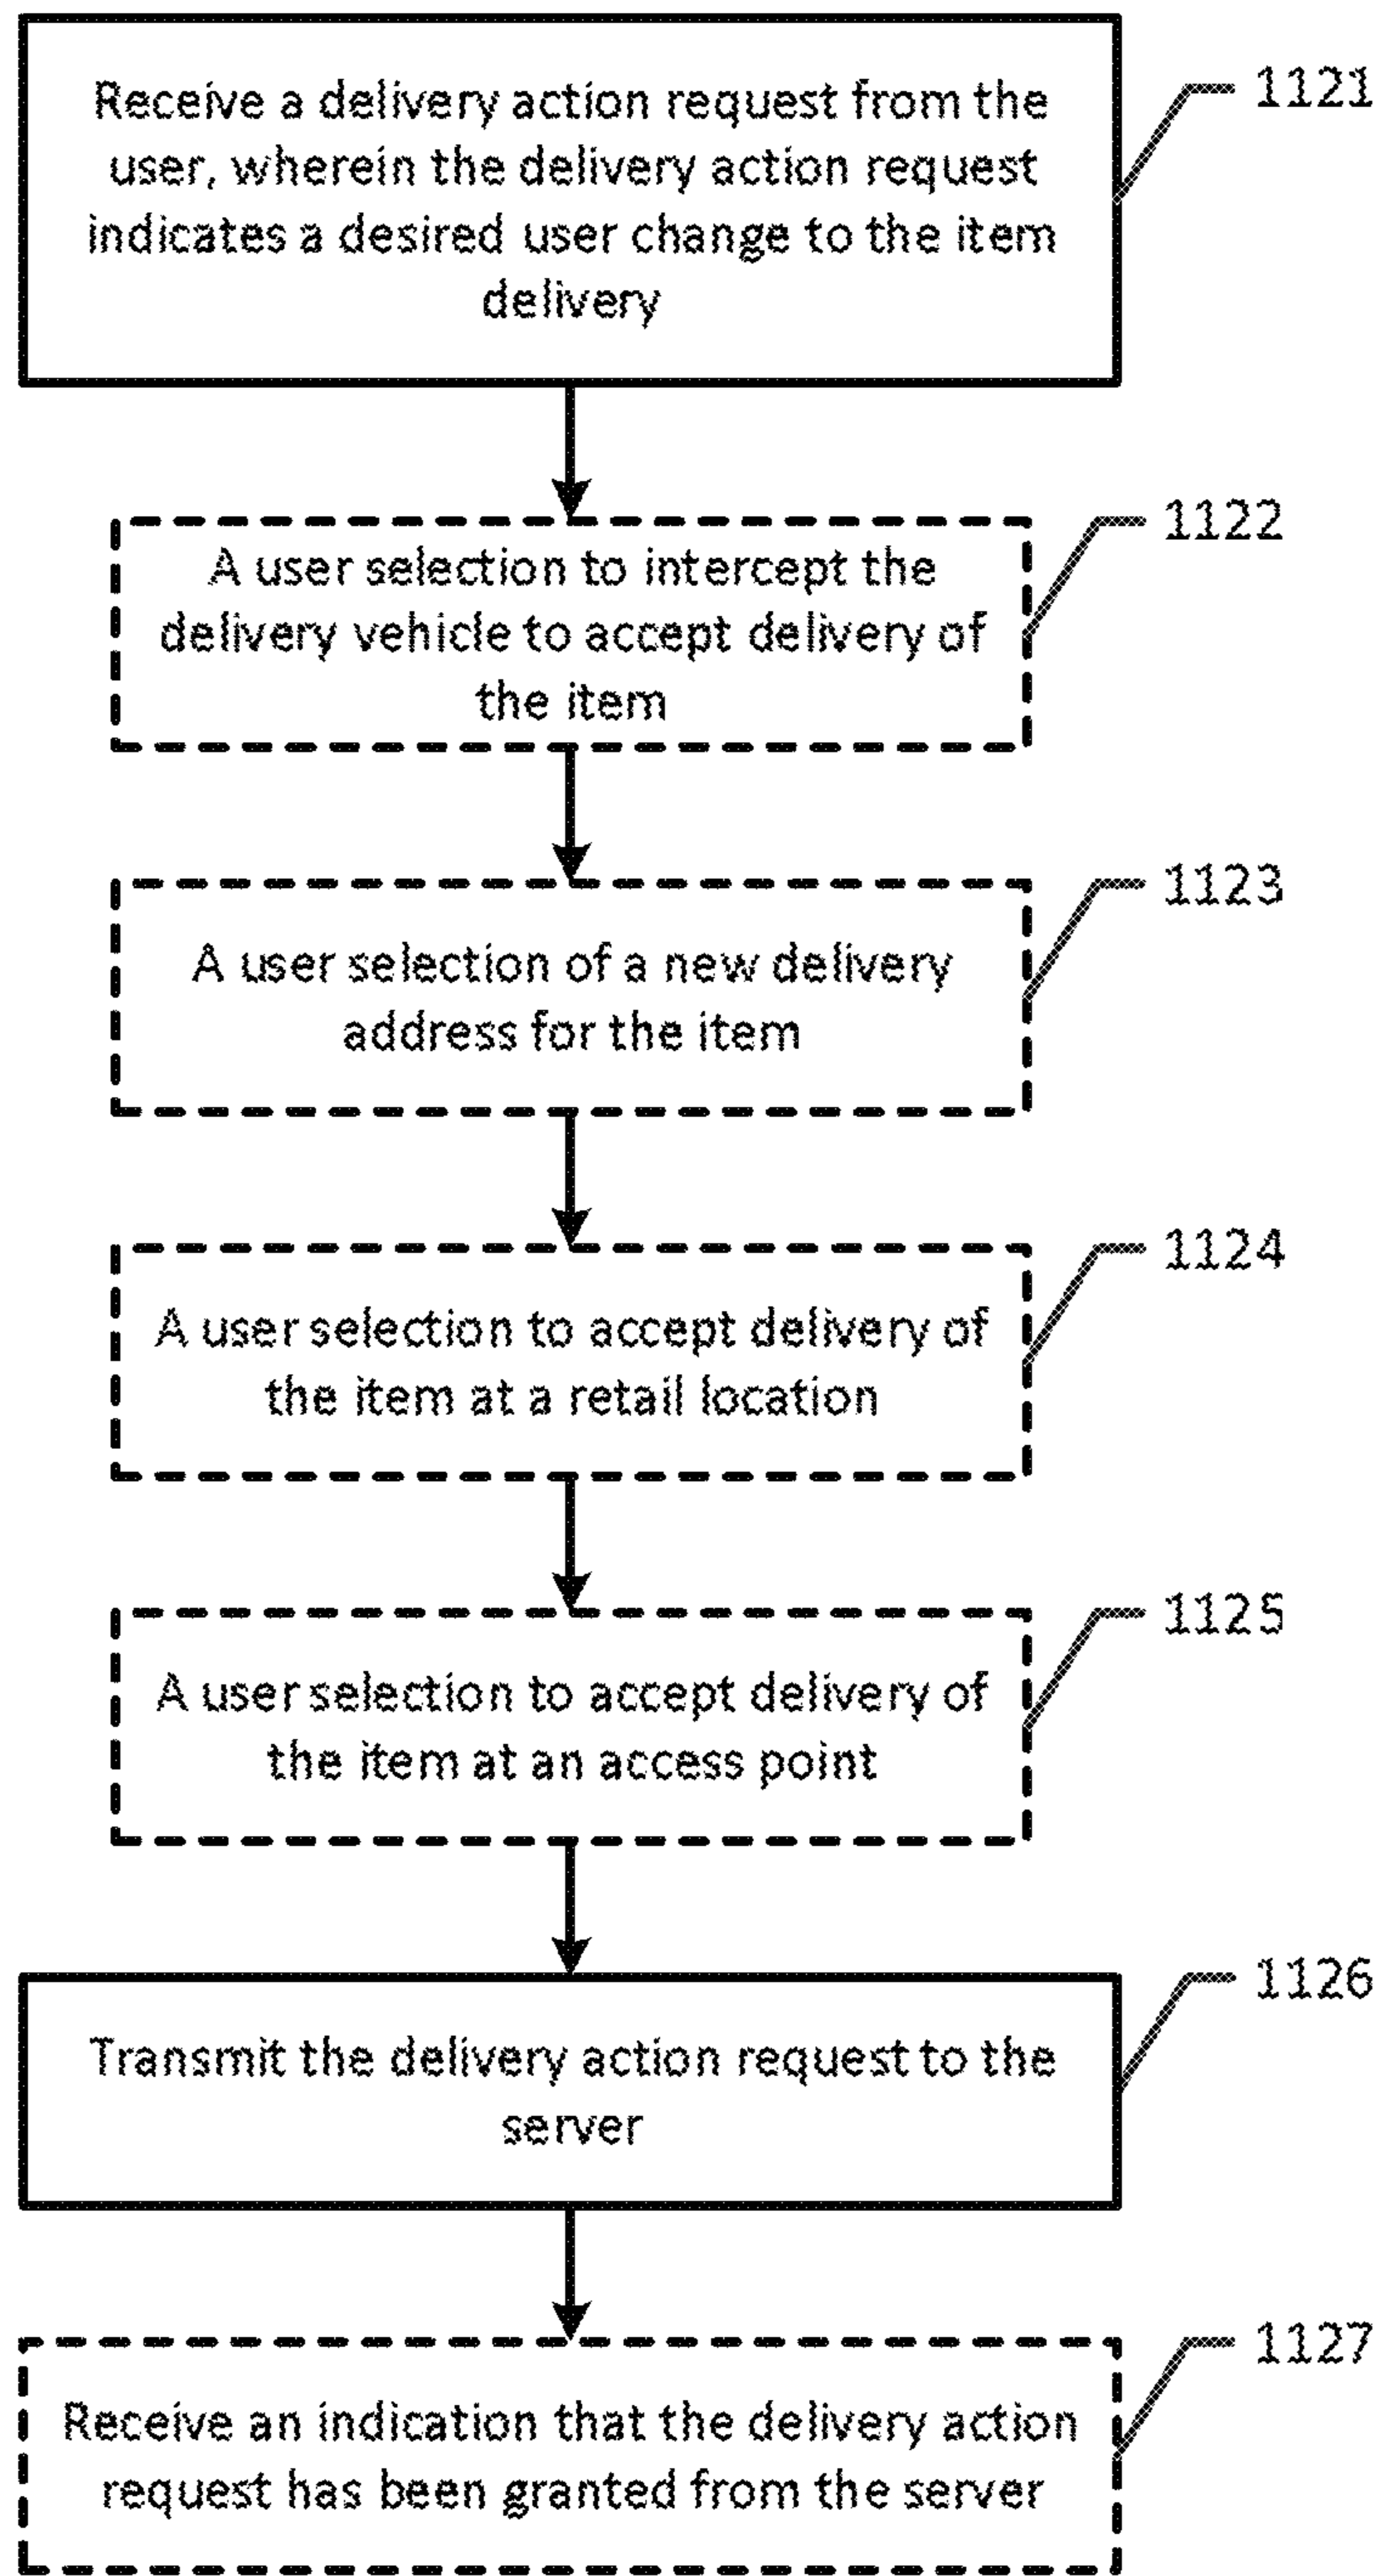 Receive a delivery action request from the
user, wherein the delivery action request
indicates a desired user change to the item
delivery
1121
A user selection to intercept the
delivery vehicle to accept delivery of
the item
1122
A user selection of a new delivery
address for the item
1123
A user selection to accept delivery of
the item at a retail location
1124
A user selection to accept delivery of
the item at an access point
1125
Transmit the delivery action request to the
server
1126
Receive an indication that the delivery action
request has been granted from the server
1127